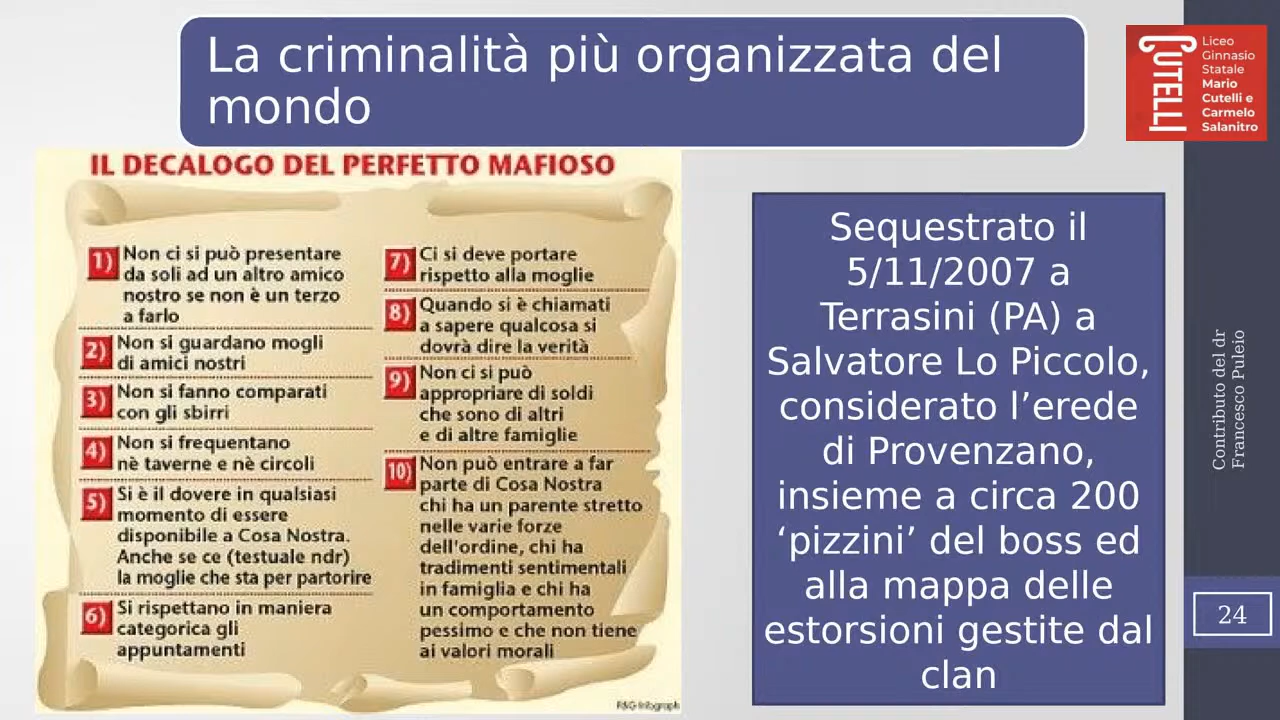 La criminalità più organizzata del
mondo
CUTELLI
Liceo
Ginnasio
Statale
Mario
Cutelli e
Carmelo
Salanitro
IL DECALOGO DEL PERFETTO MAFIOSO
1) Non ci si può presentare
da soli ad un altro amico
nostro se non è un terzo
a farlo
2) Non si guardano mogli
di amici nostri
3) Non si fanno comparati
con gli sbirri
4) Non si frequentano
nè taverne e nè circoli
5) Si è il dovere in qualsiasi
momento di essere
disponibile a Cosa Nostra.
Anche se ce (testuale ndr)
la moglie che sta per partorire
6) Si rispettano in maniera
categorica gli
appuntamenti
7) Ci si deve portare
rispetto alla moglie
8) Quando si è chiamati
a sapere qualcosa si
dovrà dire la verità
9) Non ci si può
appropriare di soldi
che sono di altri
e di altre famiglie
10) Non può entrare a far
parte di Cosa Nostra
chi ha un parente stretto
nelle varie forze
dell'ordine, chi ha
tradimenti sentimentali
in famiglia e chi ha
un comportamento
pessimo e che non tiene
ai valori morali
P&G Infograph
Sequestrato il
5/11/2007 a
Terrasini (PA) a
Salvatore Lo Piccolo,
considerato l’erede
di Provenzano,
insieme a circa 200
‘pizzini’ del boss ed
alla mappa delle
estorsioni gestite dal
clan
Contributo del dr
Francesco Puleio
24